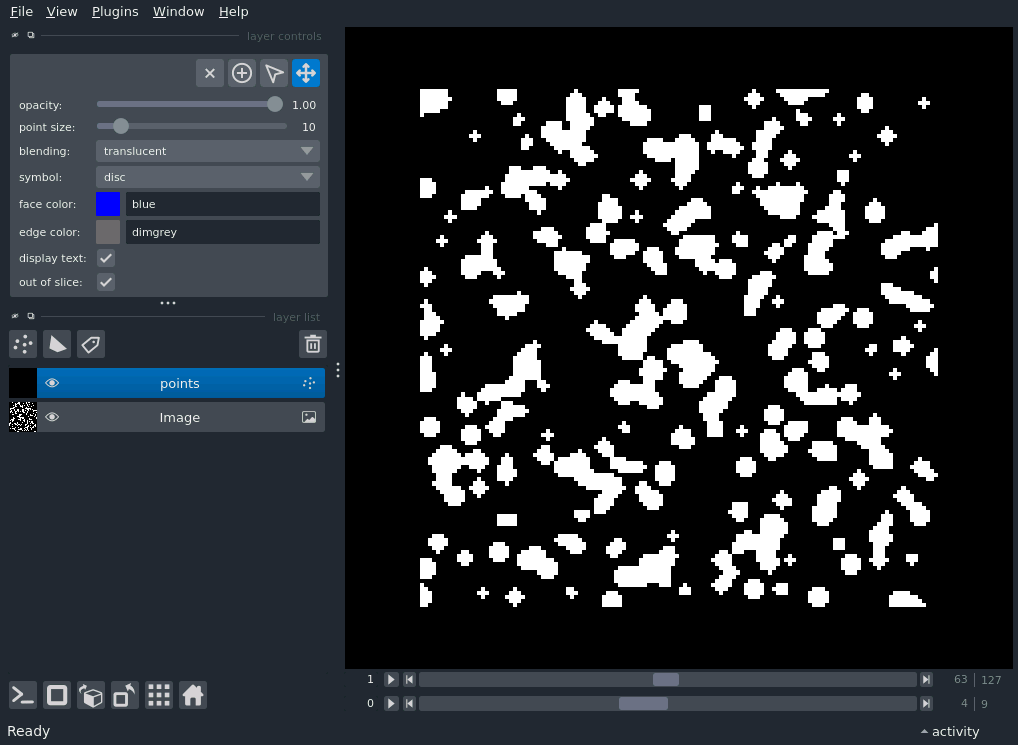 File View Plugins Window Help
layer controls
opacity: 1.00
point size: 10
blending: translucent
symbol: disc
face color: blue
edge color: dimgrey
display text:
out of slice:
layer list
points
Image
1 63 127
0 4 9
Ready activity